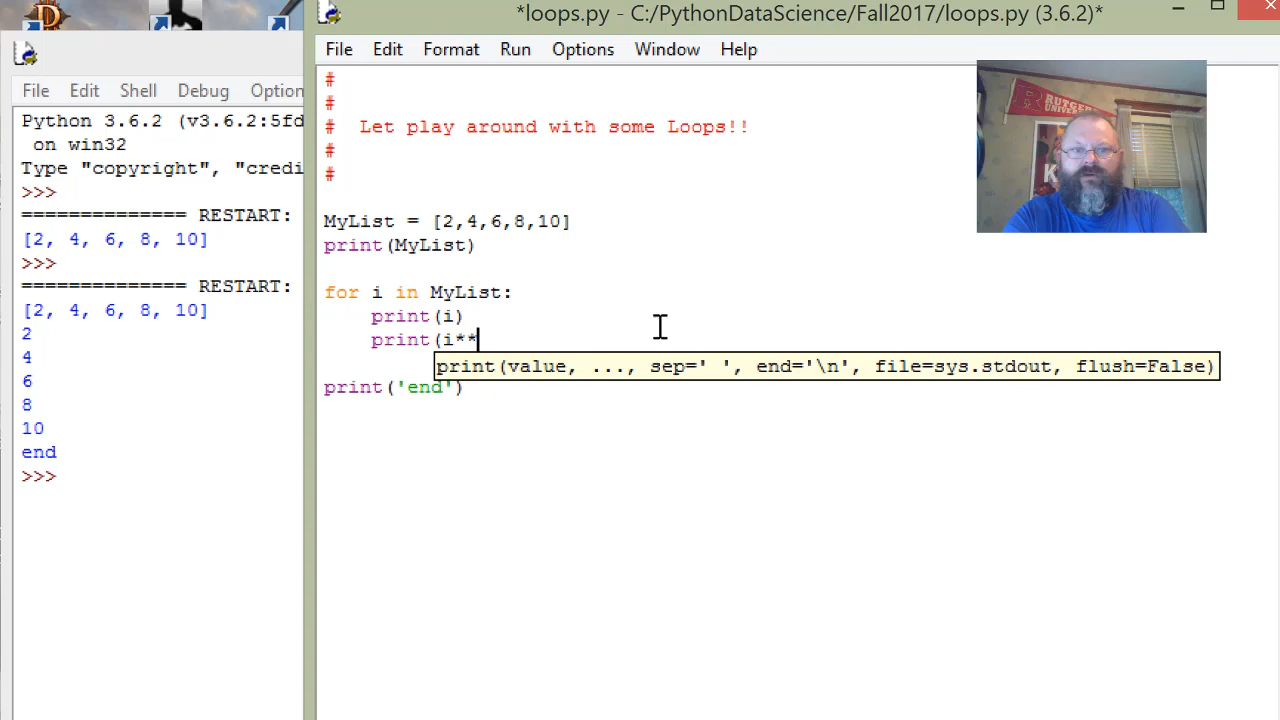 *loops.py - C:/PythonDataScience/Fall2017/loops.py (3.6.2)*
File Edit Format Run Options Window Help
#
#
# Let play around with some Loops!!
#
#
MyList = [2,4,6,8,10]
print(MyList)
for i in MyList:
print(i)
print(i**
print(value, ..., sep=' ', end='\n', file=sys.stdout, flush=False)
print('end')
File Edit Shell Debug Option
Python 3.6.2 (v3.6.2:5fd
on win32
Type "copyright", "credi
>>>
============== RESTART:
[2, 4, 6, 8, 10]
>>>
============== RESTART:
[2, 4, 6, 8, 10]
2
4
6
8
10
end
>>>
R RUTGER
UNIVER
K